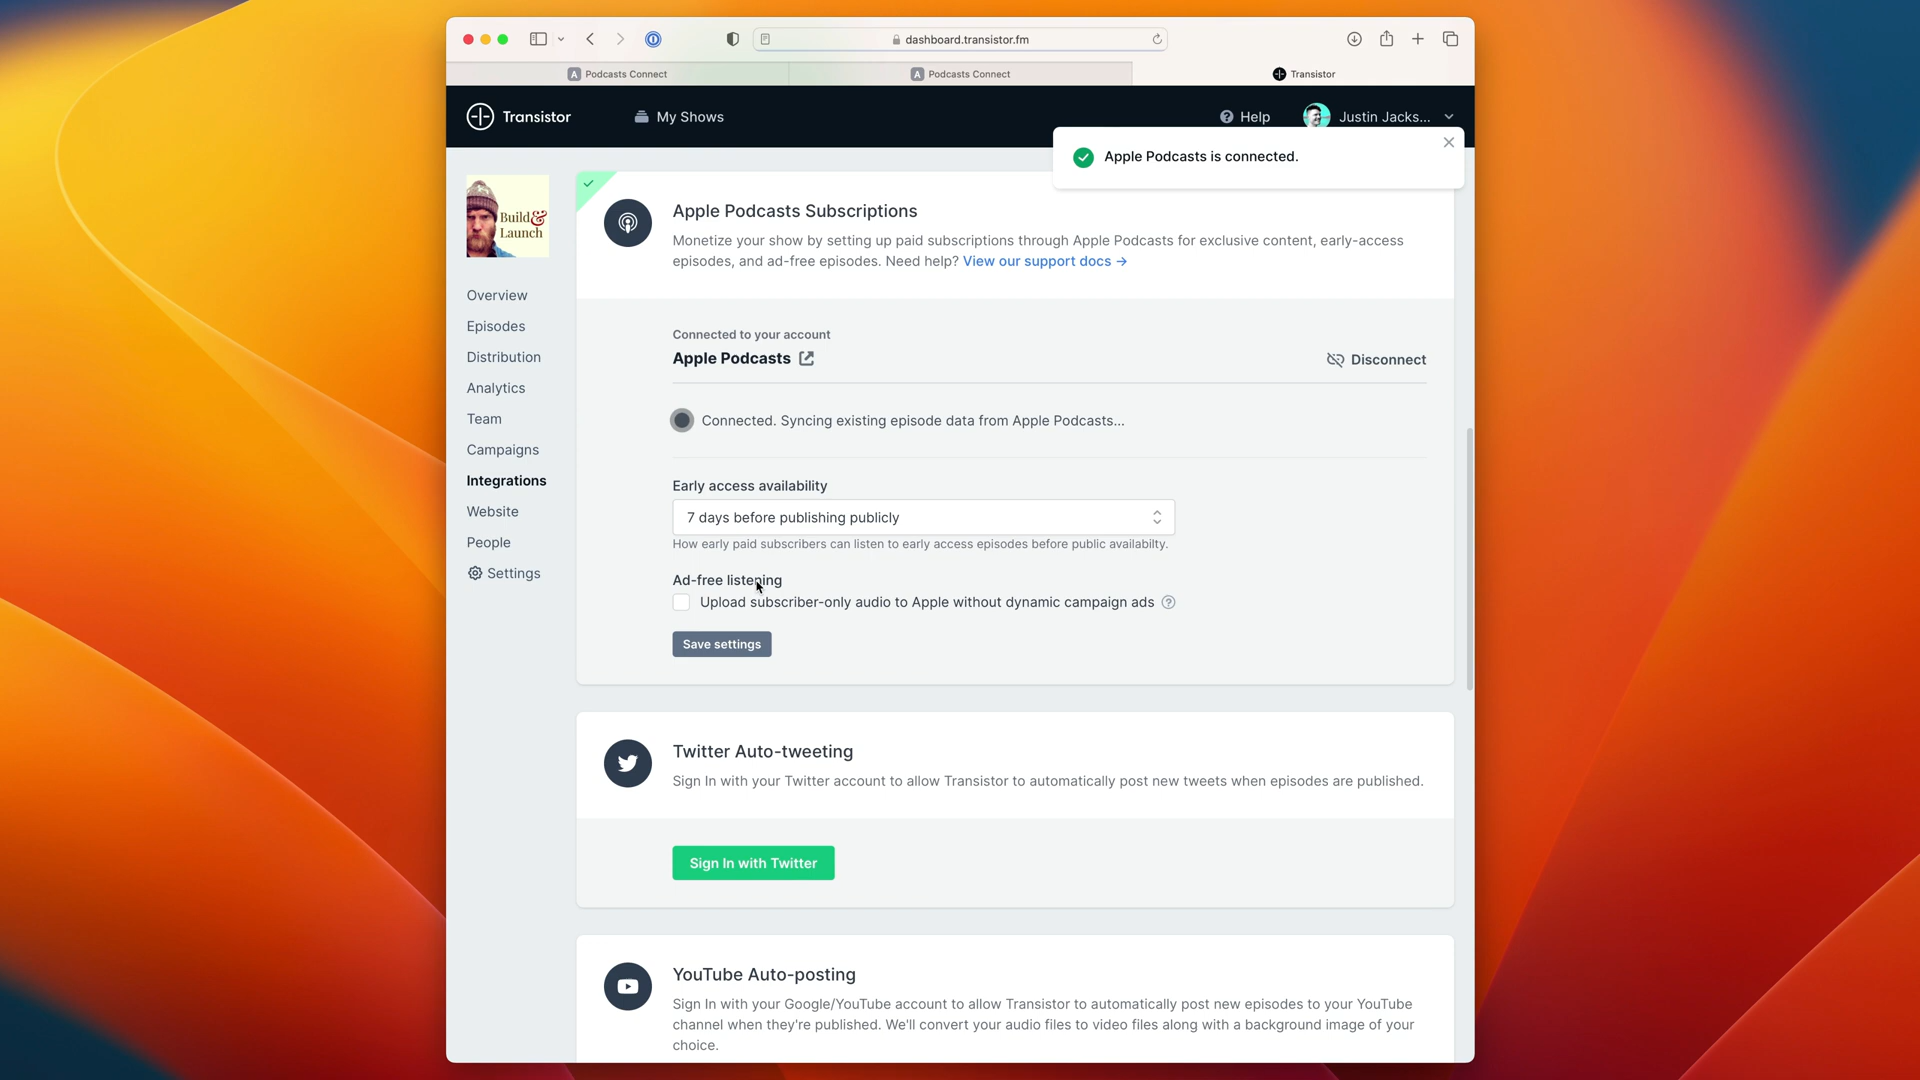 dashboard.transistor.fm
Podcasts Connect
Podcasts Connect
Transistor
Transistor
My Shows
Help
Justin Jacks...
Apple Podcasts is connected.
Build &
Launch
Overview
Episodes
Distribution
Analytics
Team
Campaigns
Integrations
Website
People
Settings
Apple Podcasts Subscriptions
Monetize your show by setting up paid subscriptions through Apple Podcasts for exclusive content, early-access
episodes, and ad-free episodes. Need help? View our support docs →
Connected to your account
Apple Podcasts
Disconnect
Connected. Syncing existing episode data from Apple Podcasts...
Early access availability
7 days before publishing publicly
How early paid subscribers can listen to early access episodes before public availabilty.
Ad-free listening
Upload subscriber-only audio to Apple without dynamic campaign ads ?
Save settings
Twitter Auto-tweeting
Sign In with your Twitter account to allow Transistor to automatically post new tweets when episodes are published.
Sign In with Twitter
YouTube Auto-posting
Sign In with your Google/YouTube account to allow Transistor to automatically post new episodes to your YouTube
channel when they're published. We'll convert your audio files to video files along with a background image of your
choice.